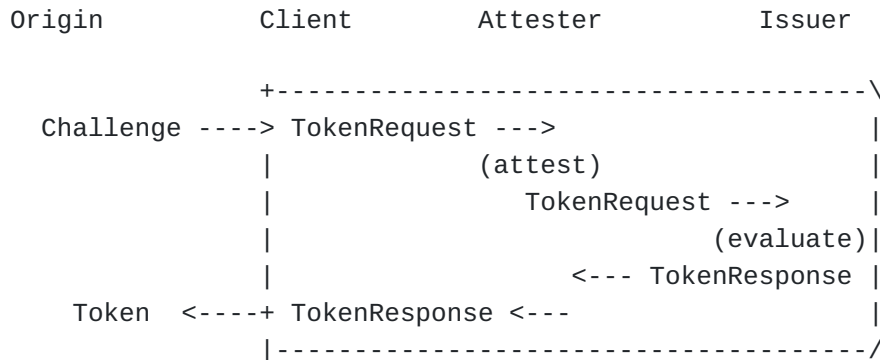 Origin          Client        Attester          Issuer
                +--------------------------------------\
  Challenge ----> TokenRequest --->                    |
                |             (attest)                 |
                |                TokenRequest --->     |
                |                            (evaluate)|
                |                   <--- TokenResponse |
    Token  <----+ TokenResponse <---                   |
                |--------------------------------------/